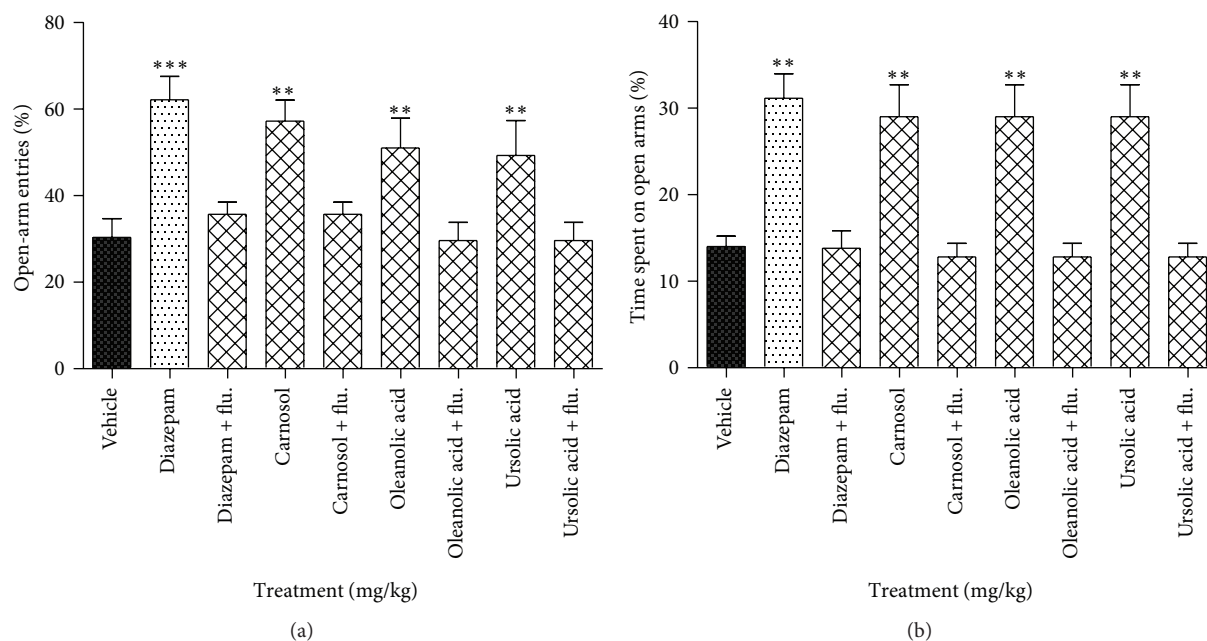 80
60
40
20
0
Open-arm entries (%)
***
**
**
**
Vehicle
Diazepam
Diazepam + flu.
Carnosol
Carnosol + flu.
Oleanolic acid
Oleanolic acid + flu.
Ursolic acid
Ursolic acid + flu.
Treatment (mg/kg)
(a)
40
30
20
10
0
Time spent on open arms (%)
**
**
**
**
Vehicle
Diazepam
Diazepam + flu.
Carnosol
Carnosol + flu.
Oleanolic acid
Oleanolic acid + flu.
Ursolic acid
Ursolic acid + flu.
Treatment (mg/kg)
(b)